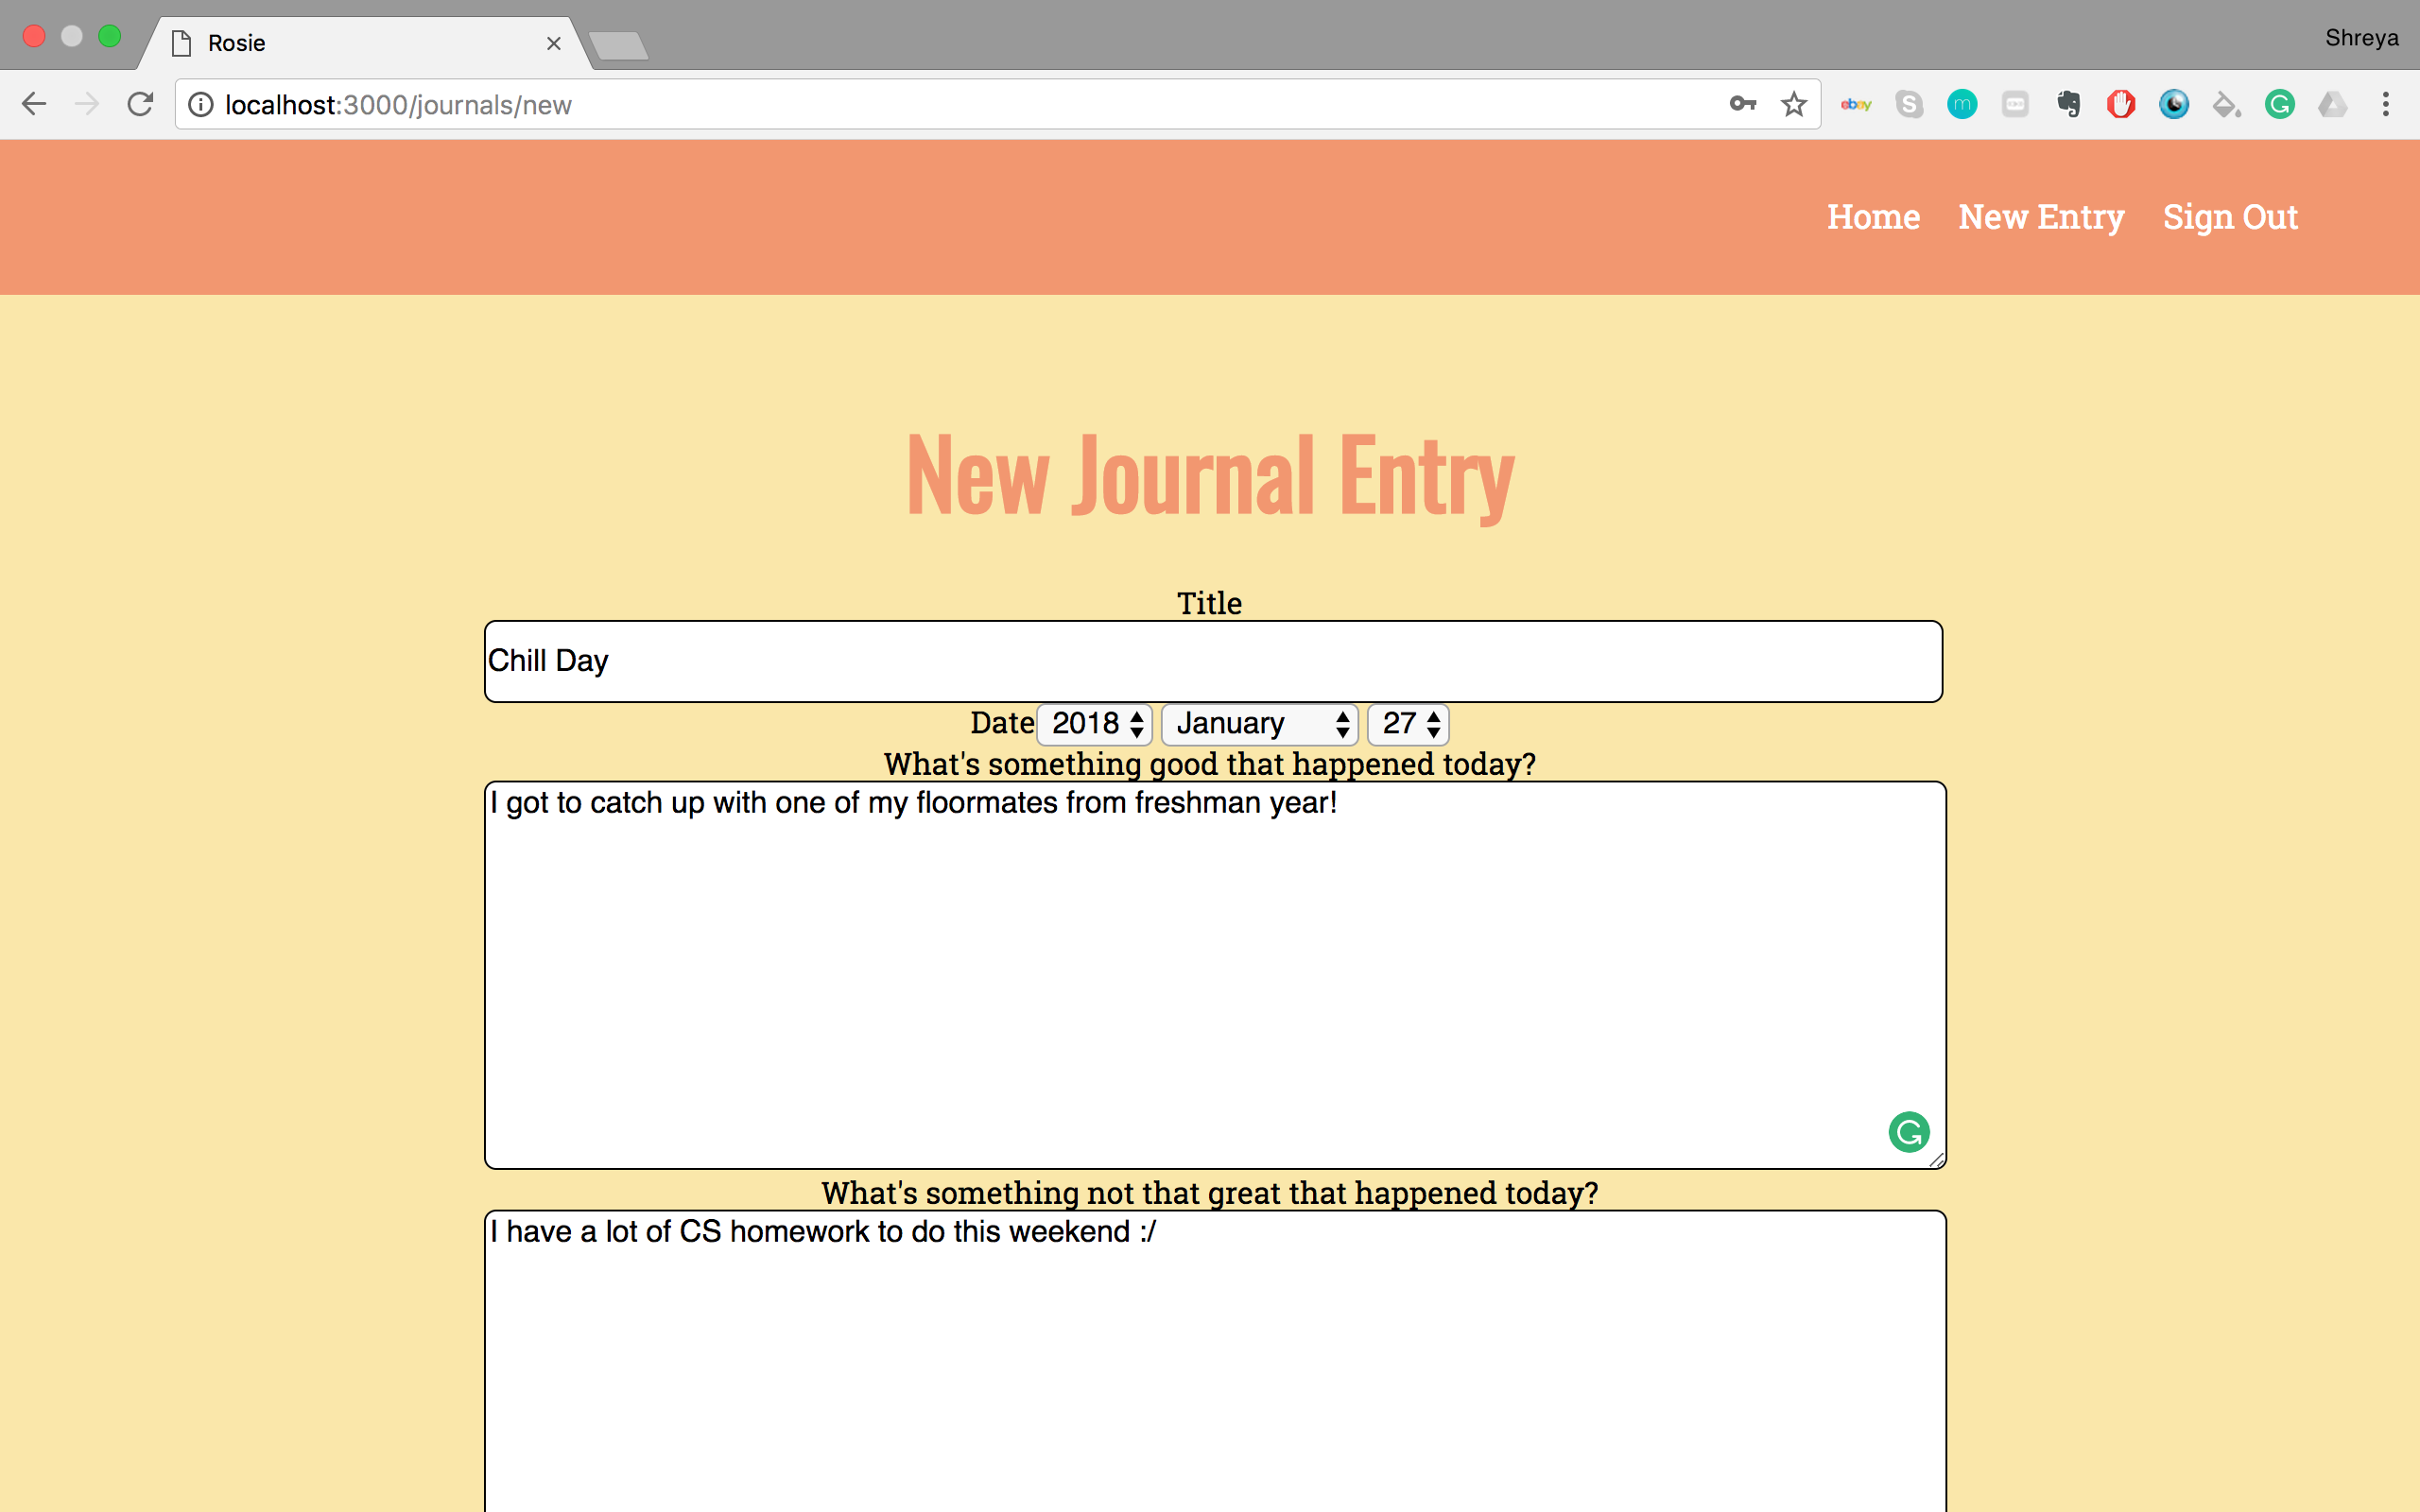 Rosie
Shreya
localhost:3000/journals/new
ebay
Home New Entry Sign Out
New Journal Entry
Title
Chill Day
Date 2018 January 27
What's something good that happened today?
I got to catch up with one of my floormates from freshman year!
What's something not that great that happened today?
I have a lot of CS homework to do this weekend :/